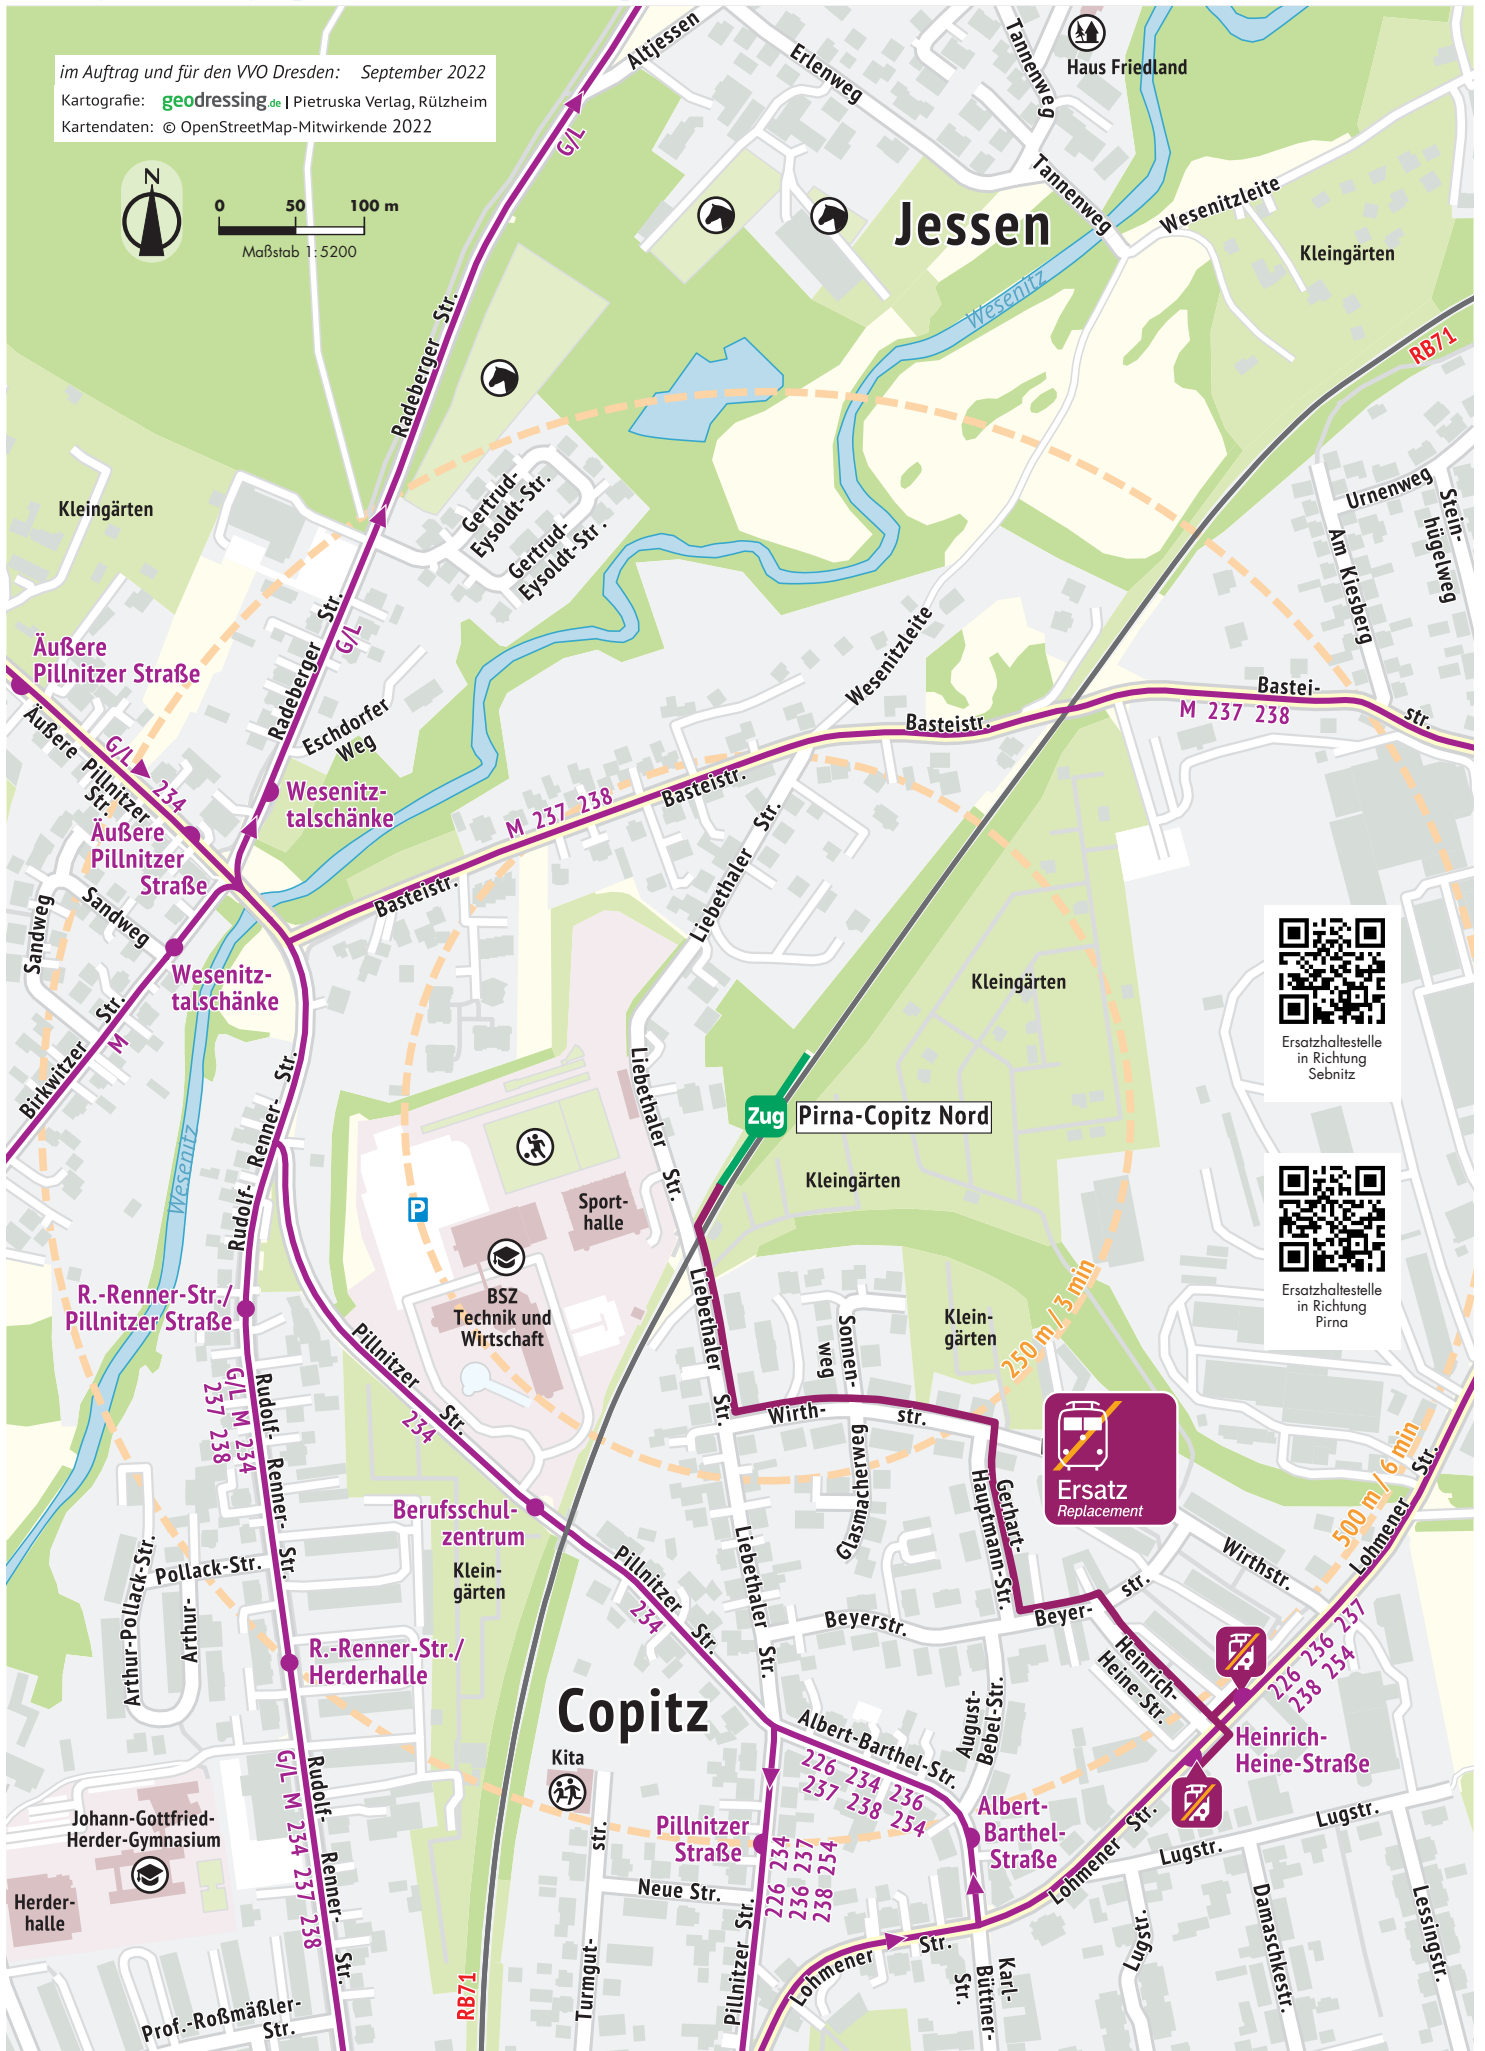 im Auftrag und für den VVO Dresden: September 2022
Kartografie: geodressing.de | Pietruska Verlag, Rülzheim
Kartendaten: © OpenStreetMap-Mitwirkende 2022
N
0 50 100 m
Maßstab 1:5200
Altjessen
Erlenweg
Tannenweg
Haus Friedland
G/L
Tannenweg
Wesenitzleite
Jessen
Kleingärten
Wesenitz
RB71
Radeberger Str.
Kleingärten
Gertrud-
Eysoldt-Str.
Gertrud-
Eysoldt-Str.
Urnenweg
Stein-
hügelweg
Am Kiesberg
Äußere
Pillnitzer Straße
Radeberger Str.
G/L
Wesenitzleite
Äußere Pillnitzer
Str.
G/L 234
Eschdorfer
Weg
Bastei-
str.
M 237 238
Basteistr.
Wesenitz-
talschänke
Basteistr.
M 237 238
Äußere
Pillnitzer
Straße
Liebethaler Str.
Basteistr.
Sandweg
Sandweg
Wesenitz-
talschänke
Kleingärten
Birkwitzer Str.
M
Ersatzhaltestelle
in Richtung
Sebnitz
Rudolf- Renner- Str.
Liebethaler Str.
Zug
Pirna-Copitz Nord
Wesenitz
Kleingärten
P
Sport-
halle
BSZ
Technik und
Wirtschaft
R.-Renner-Str./
Pillnitzer Straße
Ersatzhaltestelle
in Richtung
Pirna
Liebethaler Str.
Sonnen-
weg
Klein-
gärten
250 m / 3 min
Pillnitzer Str.
234
G/L M 234
237 238
Rudolf- Renner- Str.
Wirth- str.
Glasmacherweg
Gerhart-
Hauptmann-Str.
Ersatz
Replacement
500 m / 6 min
Lohmener Str.
Berufsschul-
zentrum
Klein-
gärten
Arthur-Pollack-Str.
Pollack-Str.
Arthur-
Pillnitzer Str.
234
Liebethaler Str.
Beyerstr.
Beyer- str.
Wirthstr.
Heinrich-
Heine-Str.
226 236 237
238 254
R.-Renner-Str./
Herderhalle
Copitz
August-
Bebel-Str.
Heinrich-
Heine-Straße
Albert-Barthel-Str.
226 234 236
237 238 254
Kita
G/L M 234 237 238
Rudolf- Renner- Str.
Johann-Gottfried-
Herder-Gymnasium
Herder-
halle
Pillnitzer
Straße
Albert-
Barthel-
Straße
226 234
236 237
238 254
Lugstr.
Lugstr.
Lugstr.
Lohmener Str.
Neue Str.
Turmgut-
str.
Pillnitzer Str.
Lohmener Str.
Karl-
Büttner-
Str.
Damaschkestr.
Lessingstr.
Prof.-Roßmäßler-
Str.
RB71